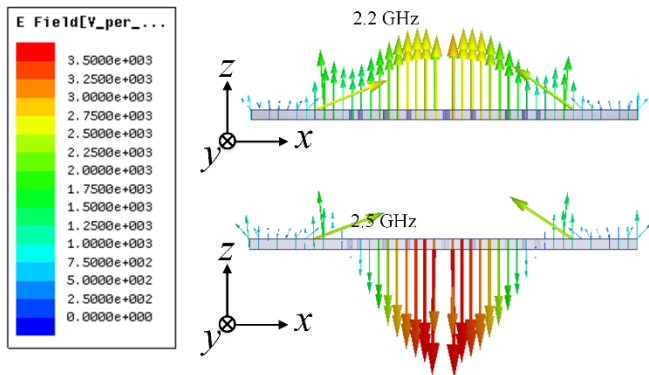 E Field[V_per_...
3.5000e+003
3.2500e+003
3.0000e+003
2.7500e+003
2.5000e+003
2.2500e+003
2.0000e+003
1.7500e+003
1.5000e+003
1.2500e+003
1.0000e+003
7.5000e+002
5.0000e+002
2.5000e+002
0.0000e+000
2.2 GHz
z
y
x
2.5 GHz
z
y
x